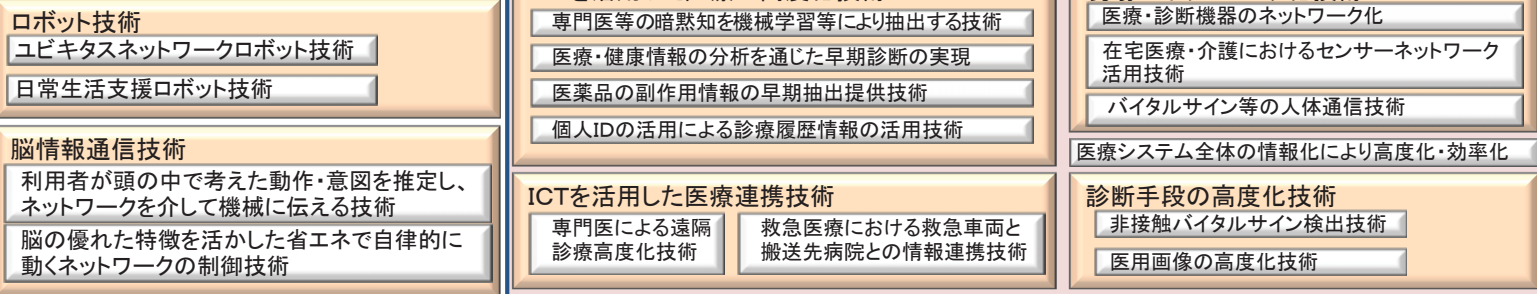 ロボット技術
ユビキタスネットワークロボット技術
日常生活支援ロボット技術
脳情報通信技術
利用者が頭の中で考えた動作・意図を推定し、
ネットワークを介して機械に伝える技術
脳の優れた特徴を活かした省エネで自律的に
動くネットワークの制御技術
専門医等の暗黙知を機械学習等により抽出する技術
医療・健康情報の分析を通じた早期診断の実現
医薬品の副作用情報の早期抽出提供技術
個人IDの活用による診療履歴情報の活用技術
ICTを活用した医療連携技術
専門医による遠隔
診療高度化技術
救急医療における救急車両と
搬送先病院との情報連携技術
医療・診断機器のネットワーク化
在宅医療・介護におけるセンサーネットワーク
活用技術
バイタルサイン等の人体通信技術
医療システム全体の情報化により高度化・効率化
診断手段の高度化技術
非接触バイタルサイン検出技術
医用画像の高度化技術